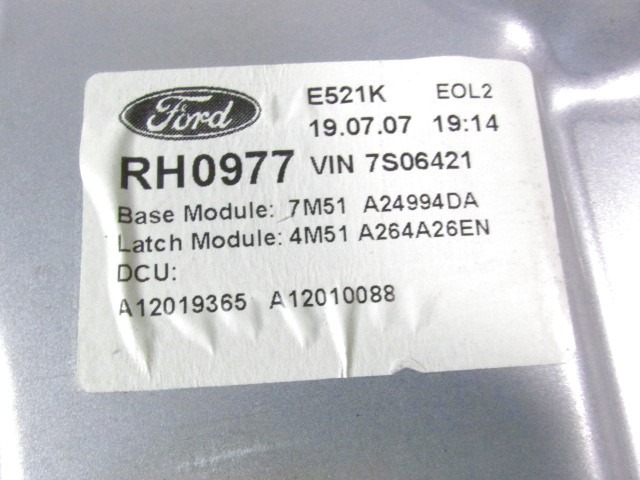 Ford E521K EOL2
19.07.07 19:14
RH0977 VIN 7S06421
Base Module: 7M51 A24994DA
Latch Module: 4M51 A264A26EN
DCU:
A12019365 A12010088